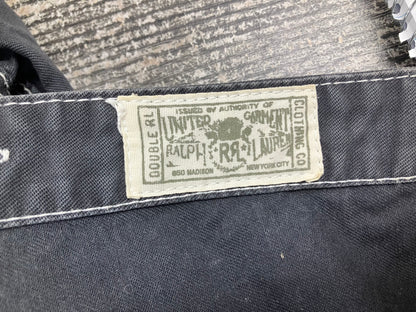 ISSUED BY AUTHORITY OF
DOUBLE RL
UNITED GARMENT
CLOTHING CO
RALPH RRL LAUREN
850 MADISON NEW YORK CITY